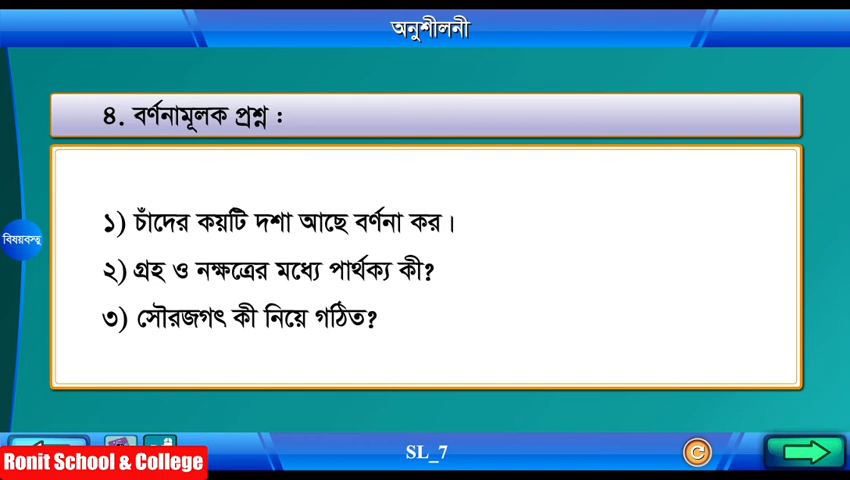 অনুশীলনী
৪. বর্ণনামূলক প্রশ্ন :
১) চাঁদের কয়টি দশা আছে বর্ণনা কর।
২) গ্রহ ও নক্ষত্রের মধ্যে পার্থক্য কী?
৩) সৌরজগৎ কী নিয়ে গঠিত?
বিষয়বস্তু
SL_7
Ronit School & College